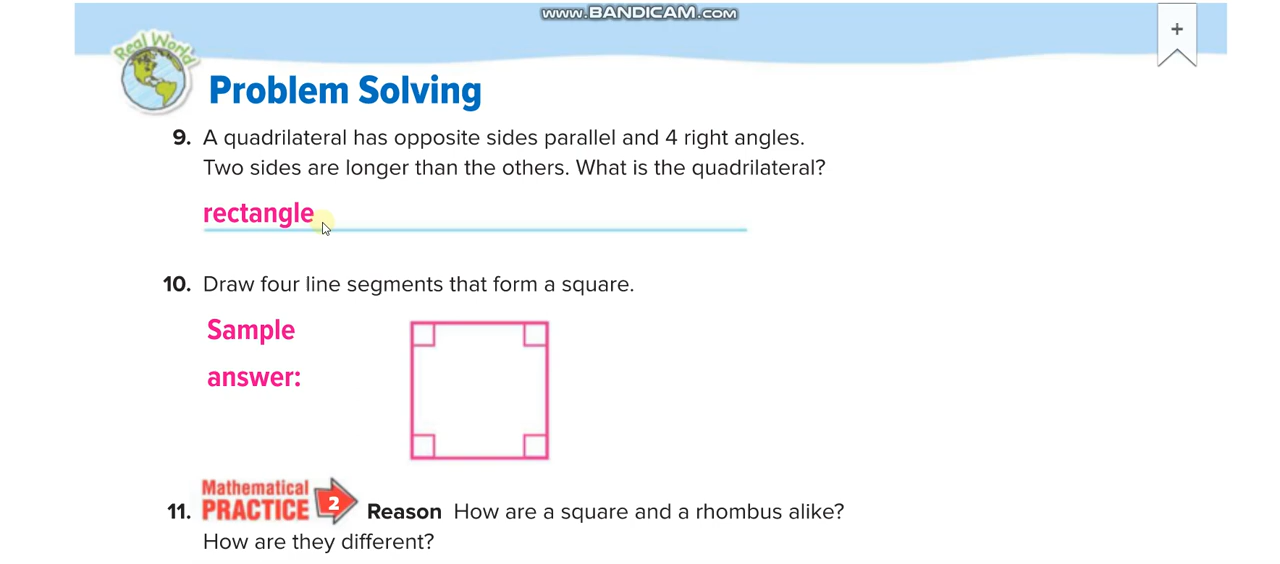 www.BANDICAM.com
+
Real World
Problem Solving
9. A quadrilateral has opposite sides parallel and 4 right angles.
Two sides are longer than the others. What is the quadrilateral?
rectangle
10. Draw four line segments that form a square.
Sample
answer:
Mathematical
11. PRACTICE 2 Reason How are a square and a rhombus alike?
How are they different?